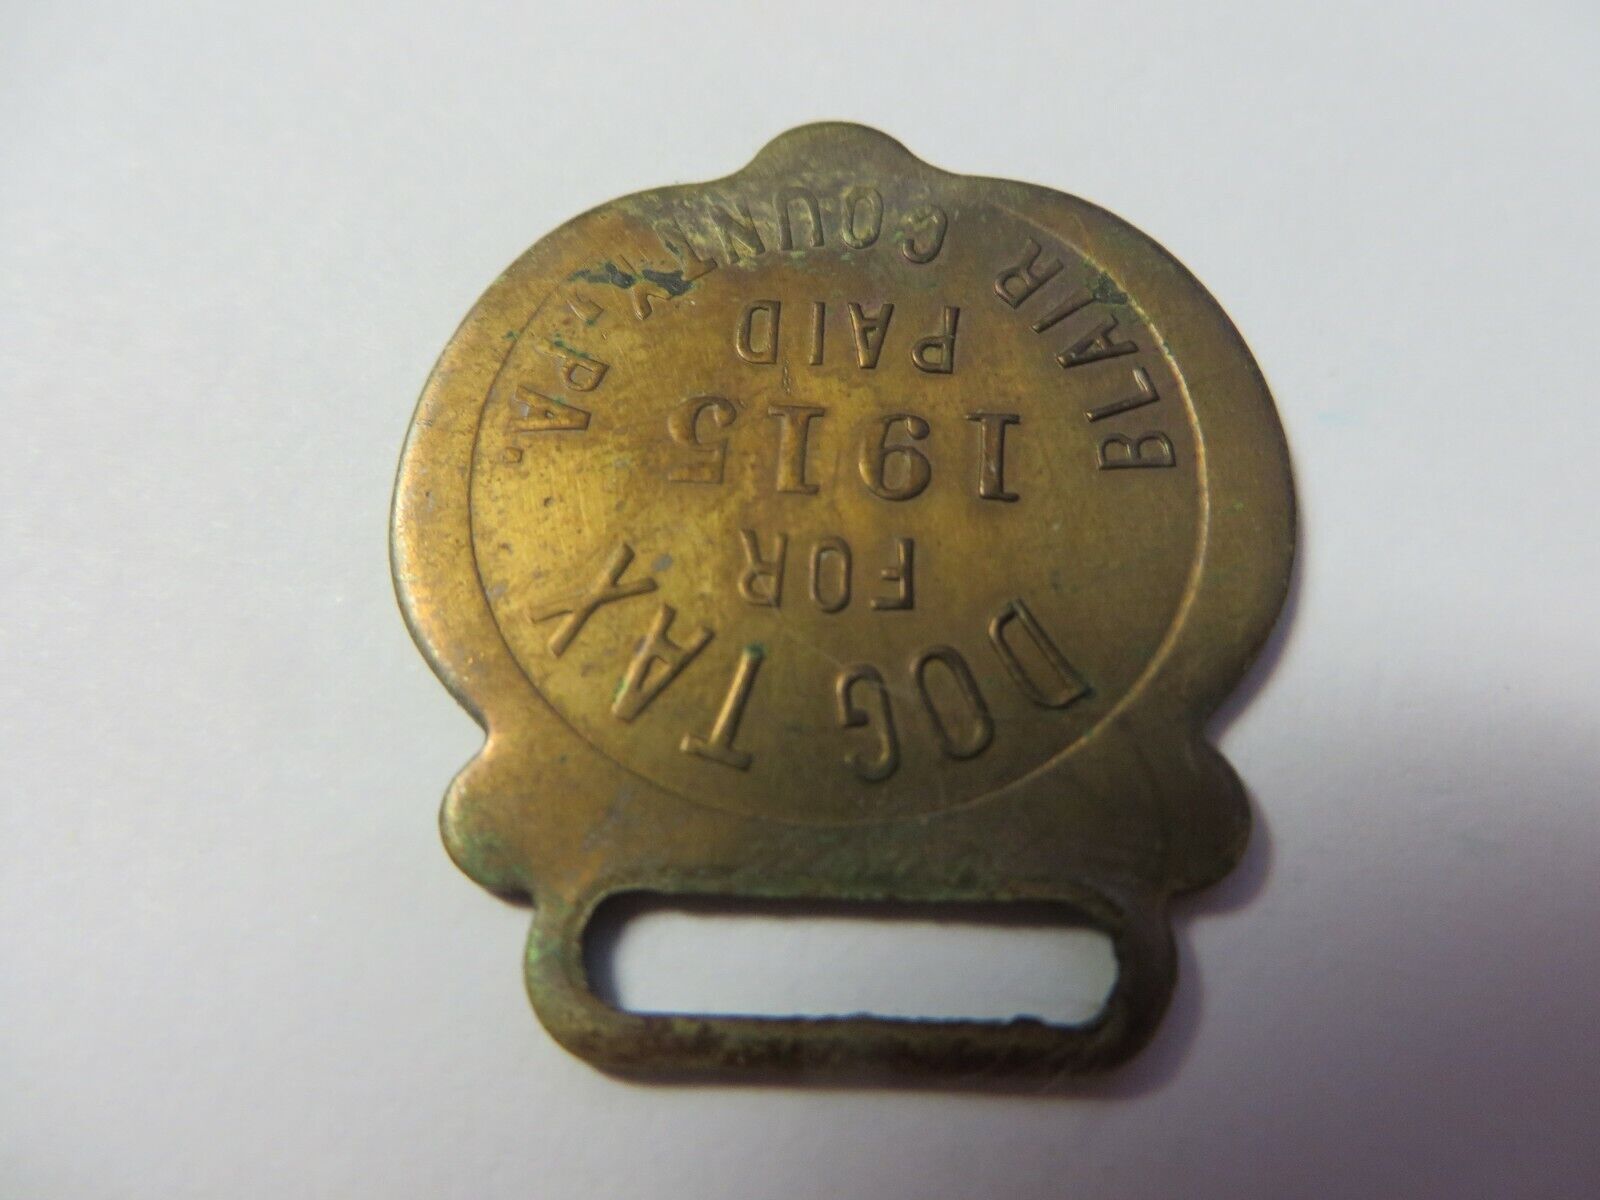 DOG TAX
FOR
1915
PAID
BLAIR COUNTY, PA.